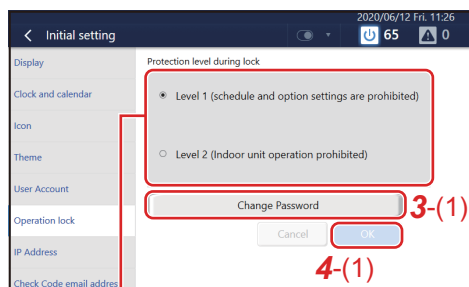 2020/06/12 Fri. 11:26
Initial setting
65
0
Display
Protection level during lock
Clock and calendar
Level 1 (schedule and option settings are prohibited)
Icon
Theme
Level 2 (Indoor unit operation prohibited)
User Account
Change Password
3-(1)
Operation lock
Cancel
OK
IP Address
4-(1)
Check Code email addres